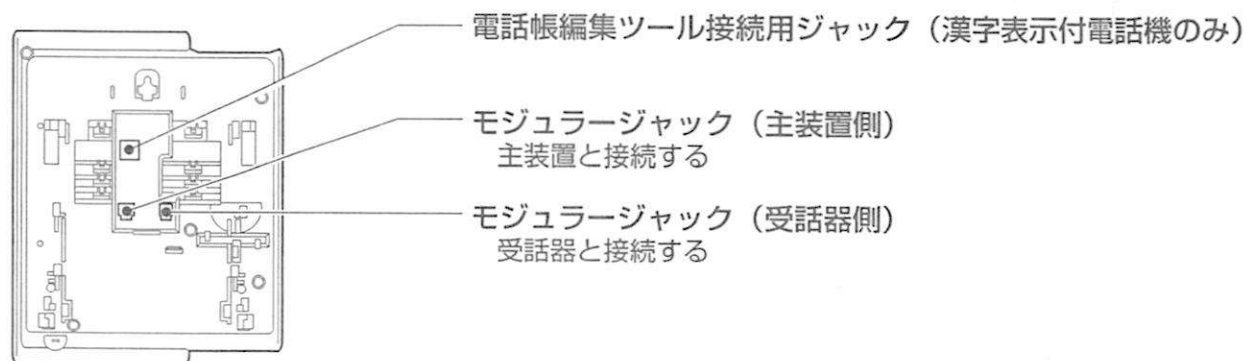 電話帳編集ツール接続用ジャック（漢字表示付電話機のみ）
モジュラージャック（主装置側）
主装置と接続する
モジュラージャック（受話器側）
受話器と接続する